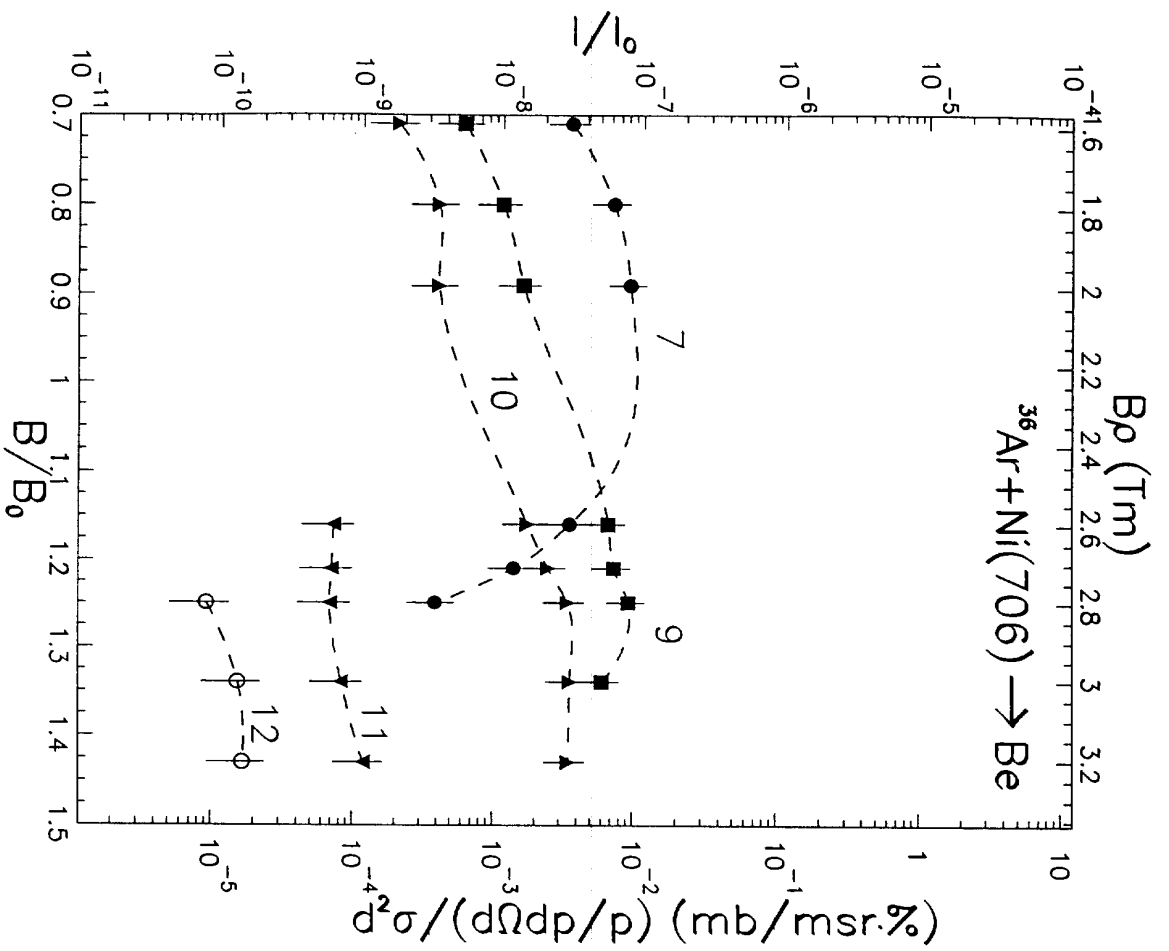 Bρ (Tm)
1.6 1.8 2 2.2 2.4 2.6 2.8 3 3.2
³⁶Ar+Ni(706) → Be
I/I₀
10⁻⁴
10⁻⁵
10⁻⁶
10⁻⁷
10⁻⁸
10⁻⁹
10⁻¹⁰
10⁻¹¹
7
9
10
11
12
10
1
10⁻¹
10⁻²
10⁻³
10⁻⁴
10⁻⁵
d²σ/(dΩdp/p) (mb/msr.%)
0.7 0.8 0.9 1 1.1 1.2 1.3 1.4 1.5
B/B₀